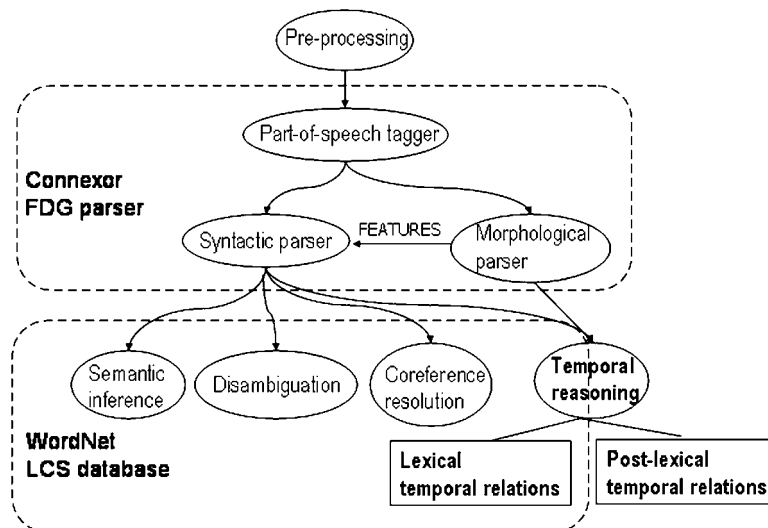 Pre-processing
Part-of-speech tagger
Connexor
FDG parser
FEATURES
Syntactic parser
Morphological
parser
Semantic
inference
Disambiguation
Coreference
resolution
Temporal
reasoning
WordNet
LCS database
Lexical
temporal relations
Post-lexical
temporal relations